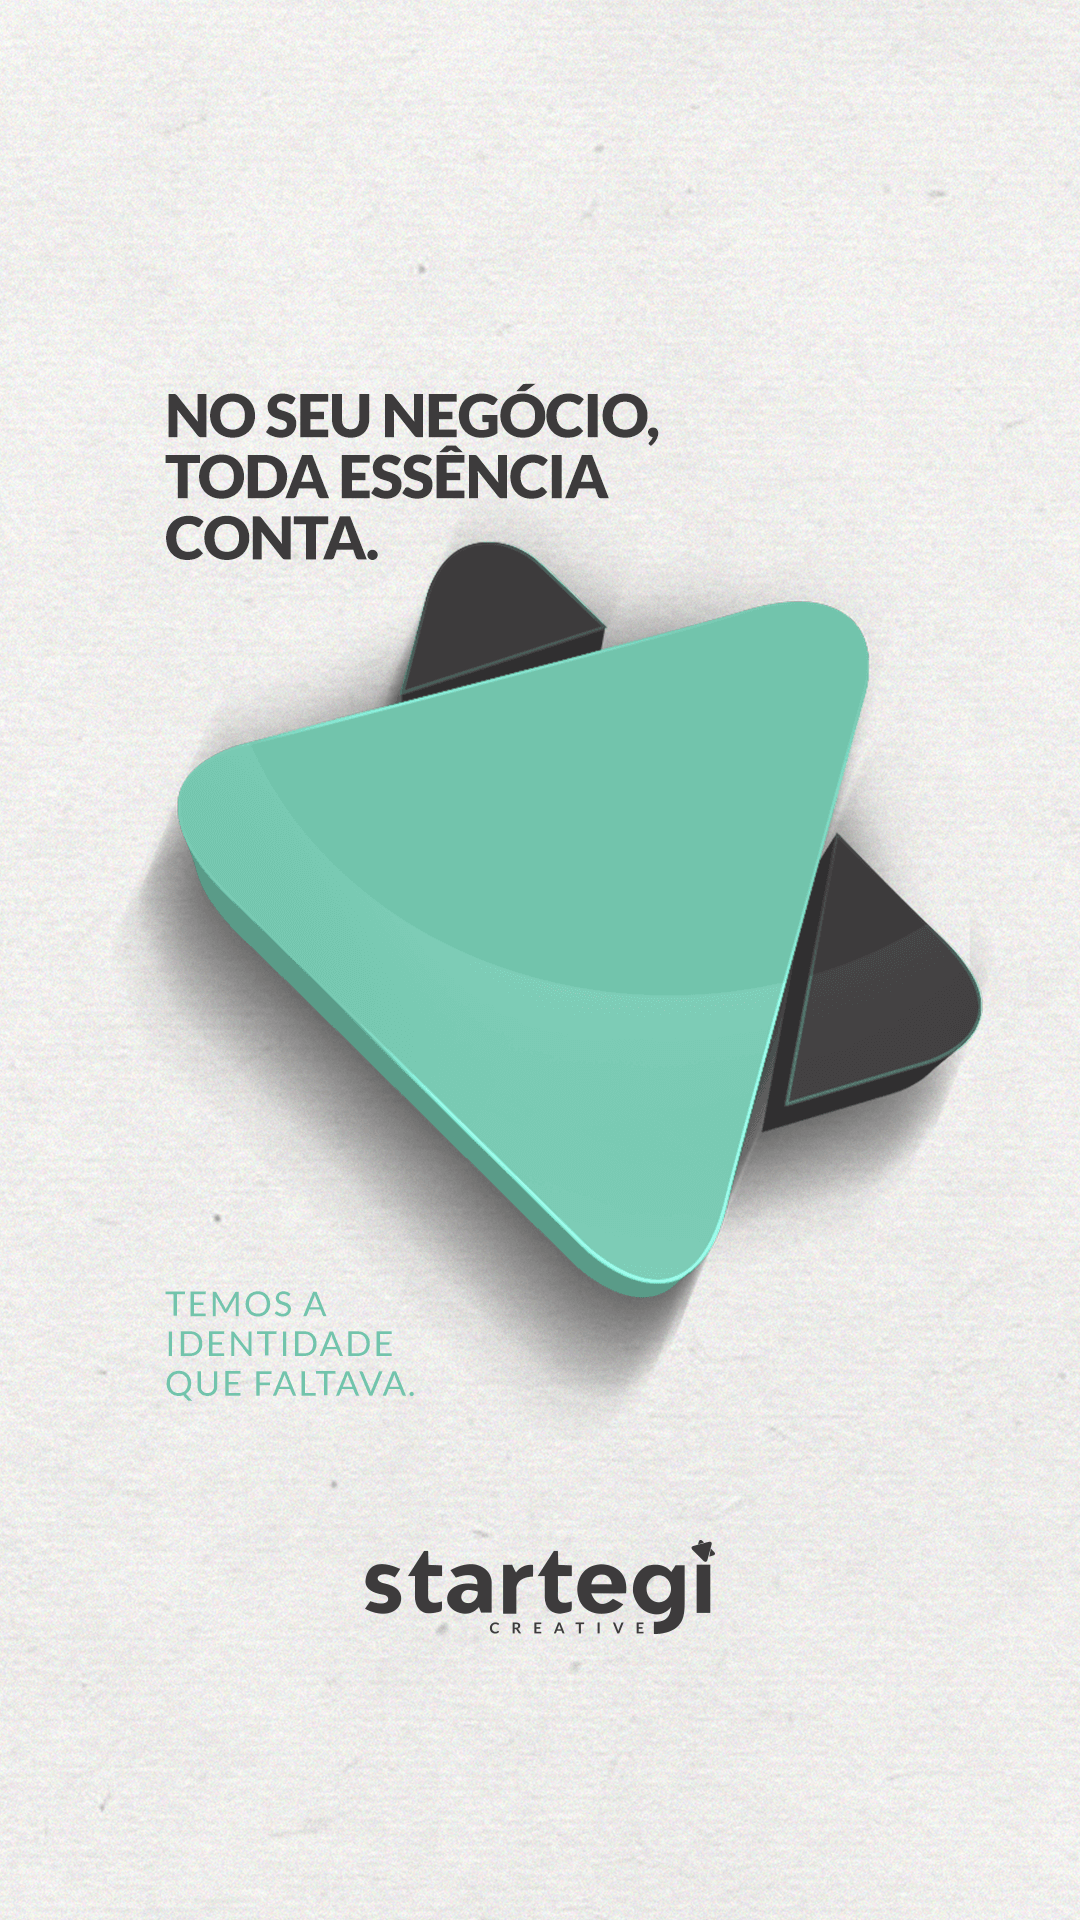 NO SEU NEGÓCIO,
TODA ESSÊNCIA
CONTA.
TEMOS A
IDENTIDADE
QUE FALTAVA.
startegi
CREATIVE